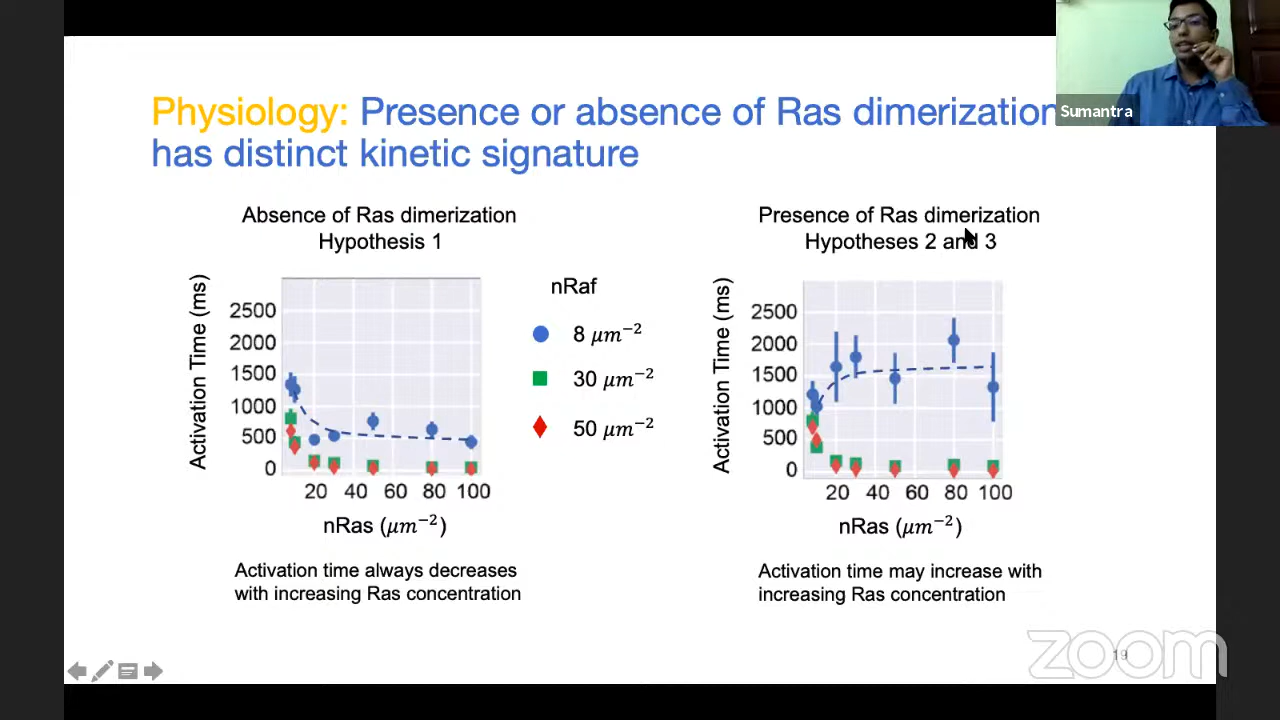 Sumantra
Physiology: Presence or absence of Ras dimerization
has distinct kinetic signature
Absence of Ras dimerization
Hypothesis 1
Activation Time (ms)
2500
2000
1500
1000
500
0
20 40 60 80 100
nRas (μm⁻²)
Activation time always decreases
with increasing Ras concentration
nRaf
8 μm⁻²
30 μm⁻²
50 μm⁻²
Presence of Ras dimerization
Hypotheses 2 and 3
Activation Time (ms)
2500
2000
1500
1000
500
0
20 40 60 80 100
nRas (μm⁻²)
Activation time may increase with
increasing Ras concentration
19
zoom